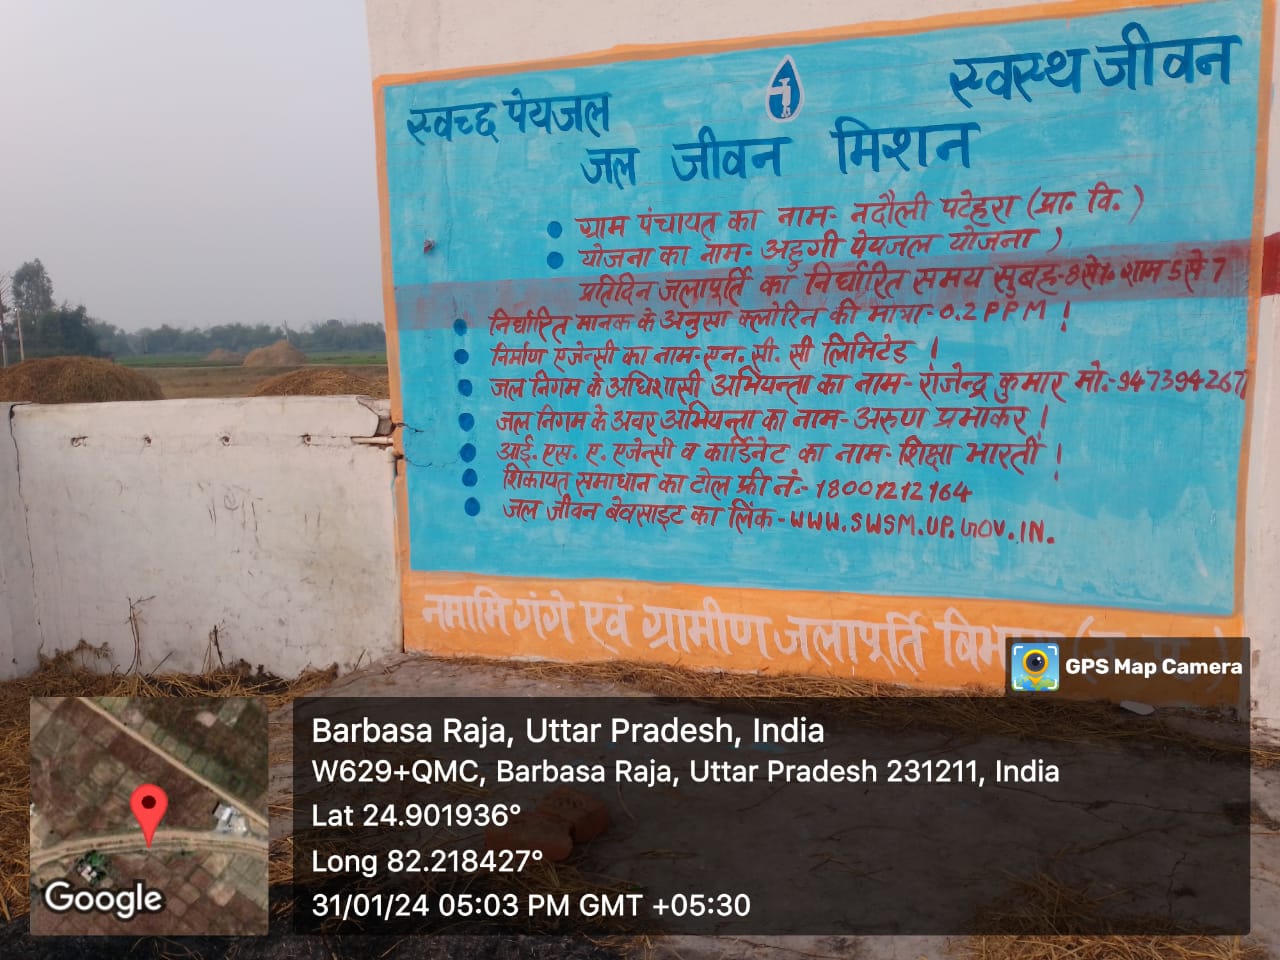 स्वच्छ पेयजल
स्वस्थ जीवन
जल जीवन मिशन
ग्राम पंचायत का नाम- नदौली पटेहरा (प्रा. वि.)
योजना का नाम- अहुगी पेयजल योजना )
प्रतिदिन जलापूर्ति का निर्धारित समय सुबह-8से10 शाम 5से 7
निर्धारित मानक के अनुसा क्लोरिन की मात्रा-0.2 PPM !
निर्माण एजेन्सी का नाम-एन. सी. सी लिमिटेड !
जल निगम के अधिशासी अभियन्ता का नाम- राजेन्द्र कुमार मो.-
जल निगम के अवर अभियन्ता का नाम- अरुण प्रभाकर !
आई. एस. ए. एजेन्सी व कार्डिनेट का नाम- शिक्षा भारती !
शिकायत समाधान का टोल फ्री नं.- 18001212164
जल जीवन बेवसाइट का लिंक-WWW.SWSM.UP.GOV.IN.
नमामि गंगे एवं ग्रामीण जलापूर्ति
GPS Map Camera
Barbasa Raja, Uttar Pradesh, India
W629+QMC, Barbasa Raja, Uttar Pradesh 231211, India
Lat 24.901936°
Long 82.218427°
31/01/24 05:03 PM GMT +05:30
Google